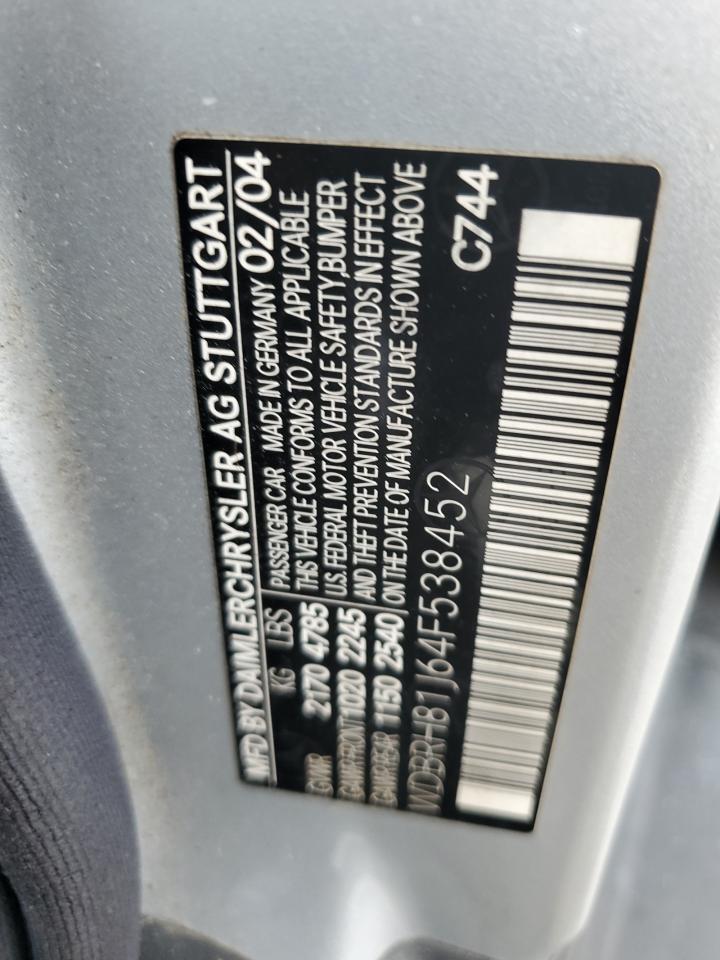 MFD BY DAIMLERCHRYSLER AG STUTTGART
KG LBS PASSENGER CAR MADE IN GERMANY 02/04
GVWR 2170 4785 THIS VEHICLE CONFORMS TO ALL APPLICABLE
U.S. FEDERAL MOTOR VEHICLE SAFETY,BUMPER
GAWR FRONT 1020 2245 AND THEFT PREVENTION STANDARDS IN EFFECT
GAWR REAR 1150 2540 ON THE DATE OF MANUFACTURE SHOWN ABOVE
WDBRH81J64F538452 C744